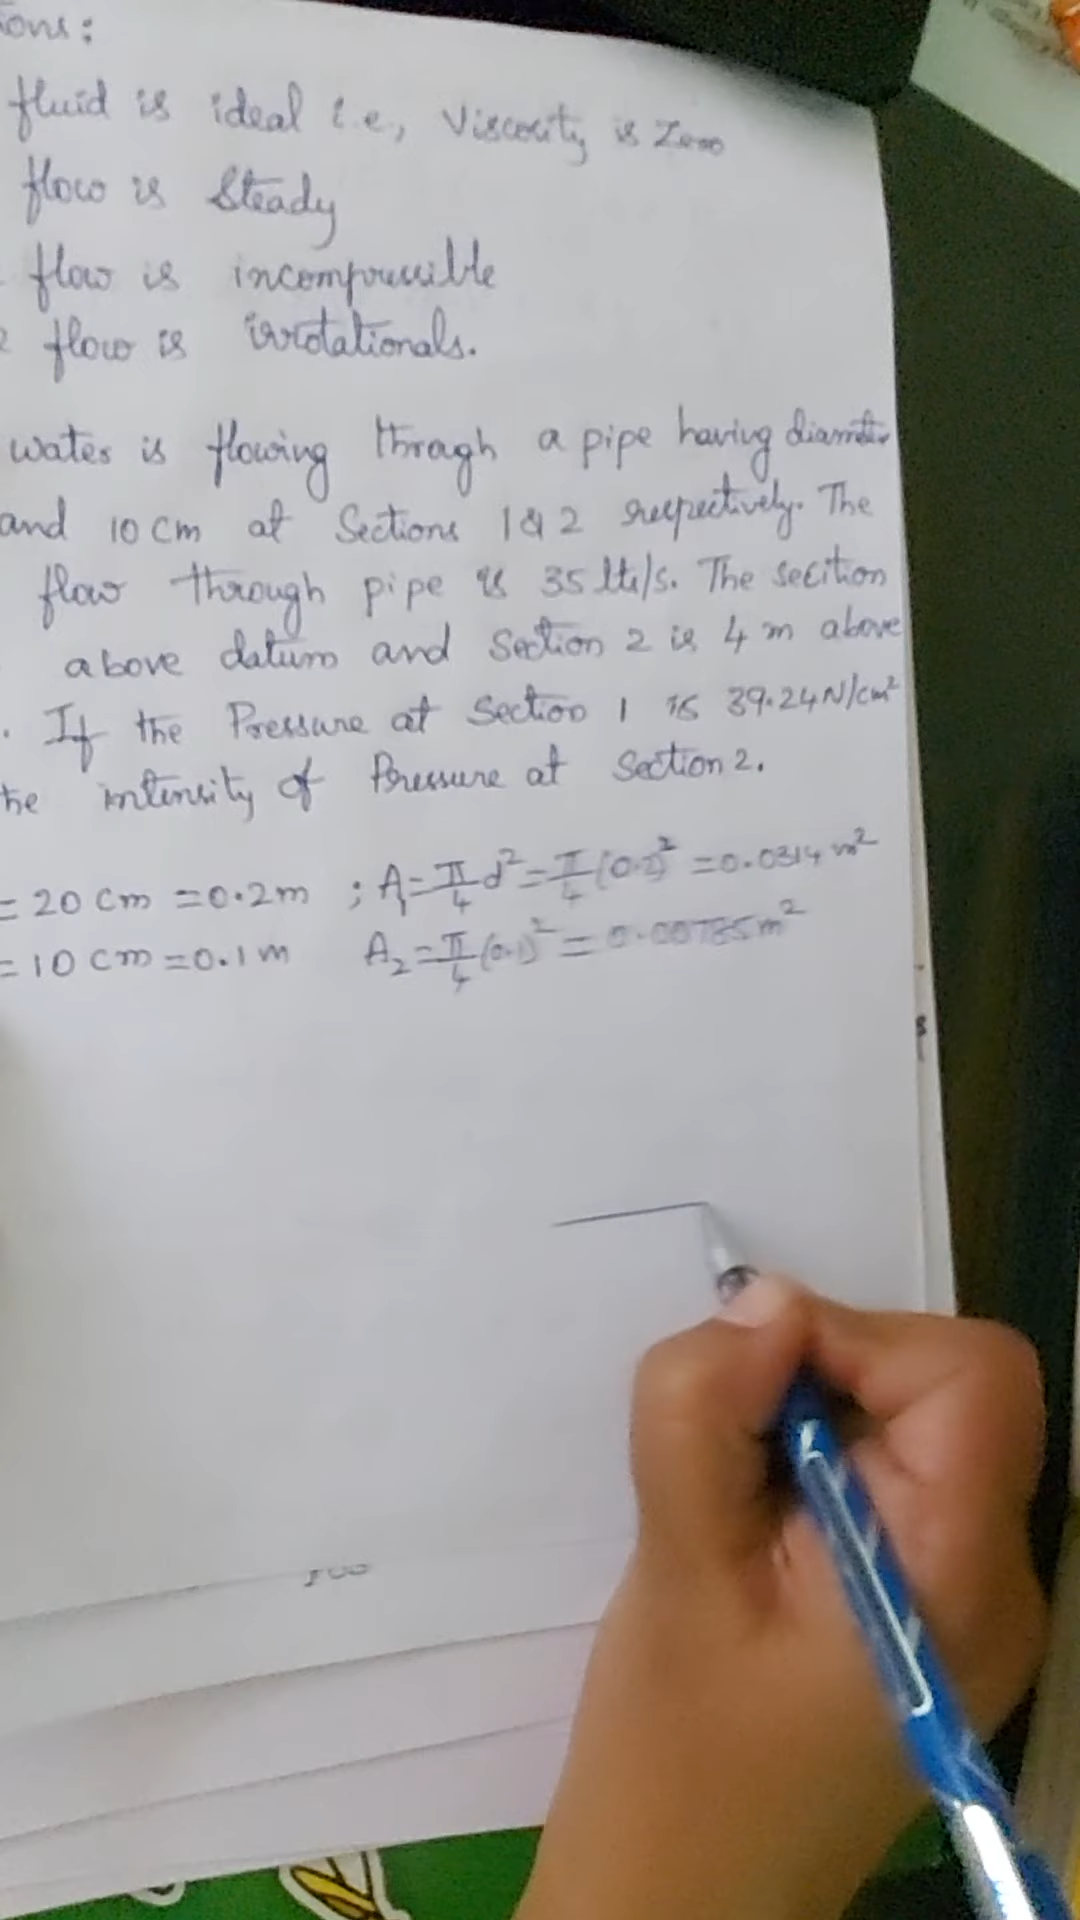 ons:
fluid is ideal i.e., Viscosity is Zero
flow is Steady
flow is incompressible
flow is irrotationals.
water is flowing thragh a pipe having diameter
and 10 cm at Sections 1 & 2 respectively. The
flow through pipe is 35 lts/s. The secition
above datum and Section 2 is 4 m above
. If the Pressure at Section 1 is 39.24 N/cm²
he intensity of Pressure at Section 2.
= 20 cm = 0.2 m ; A₁ = π/4 d² = π/4 (0.2)² = 0.0314 m²
= 10 cm = 0.1 m A₂ = π/4 (0.1)² = 0.00785 m²